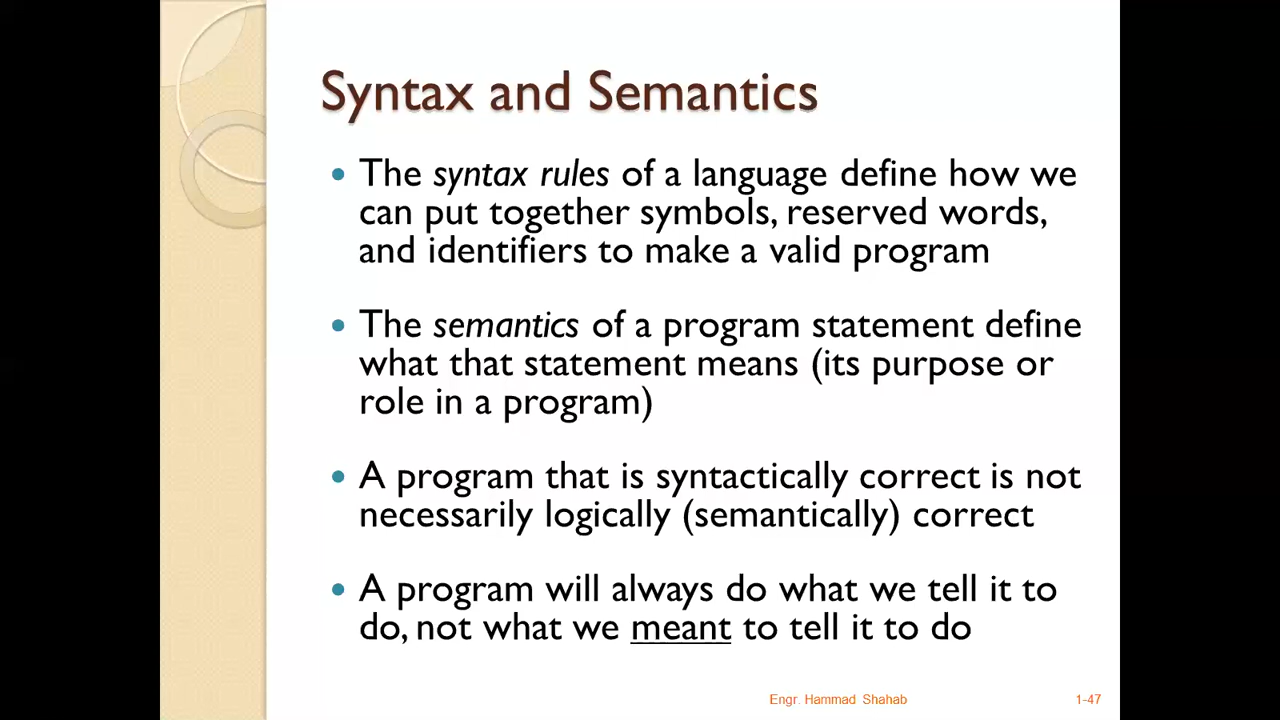 Syntax and Semantics
• The syntax rules of a language define how we
can put together symbols, reserved words,
and identifiers to make a valid program
• The semantics of a program statement define
what that statement means (its purpose or
role in a program)
• A program that is syntactically correct is not
necessarily logically (semantically) correct
• A program will always do what we tell it to
do, not what we meant to tell it to do
Engr. Hammad Shahab 1-47